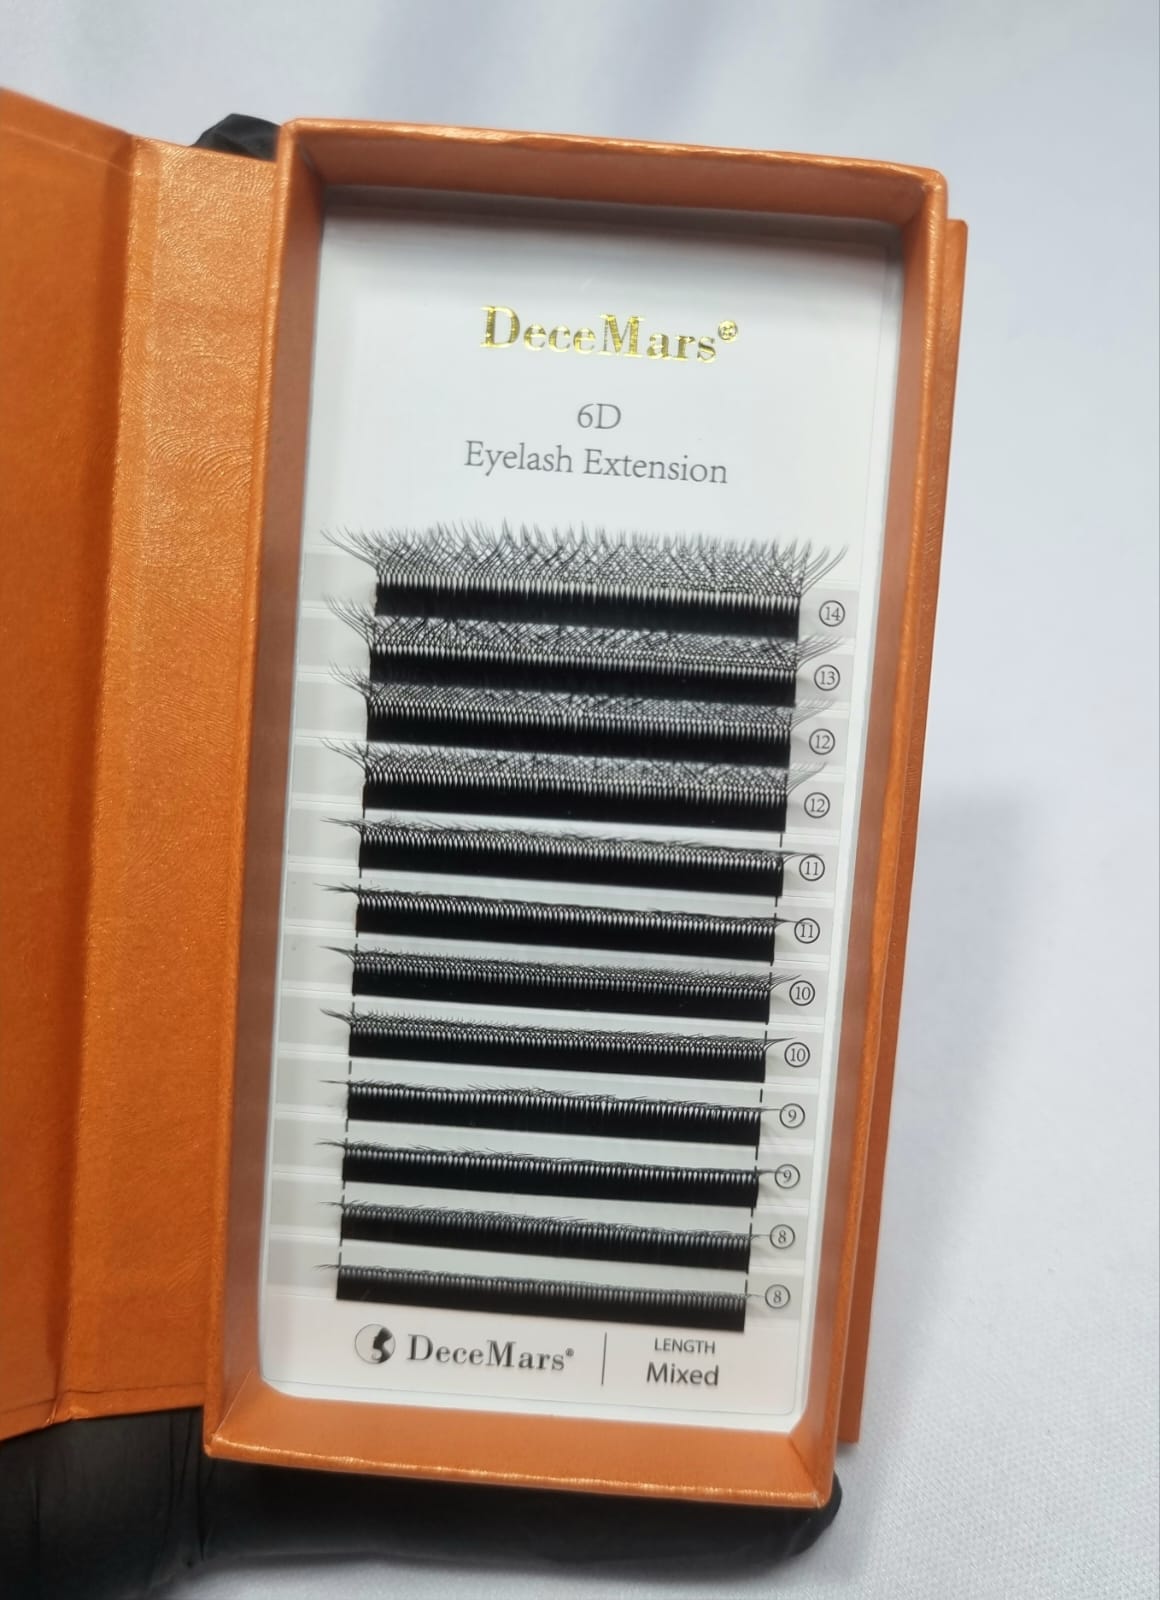 DeceMars®
6D
Eyelash Extension
14
13
12
12
11
11
10
10
9
9
8
8
DeceMars®
LENGTH
Mixed